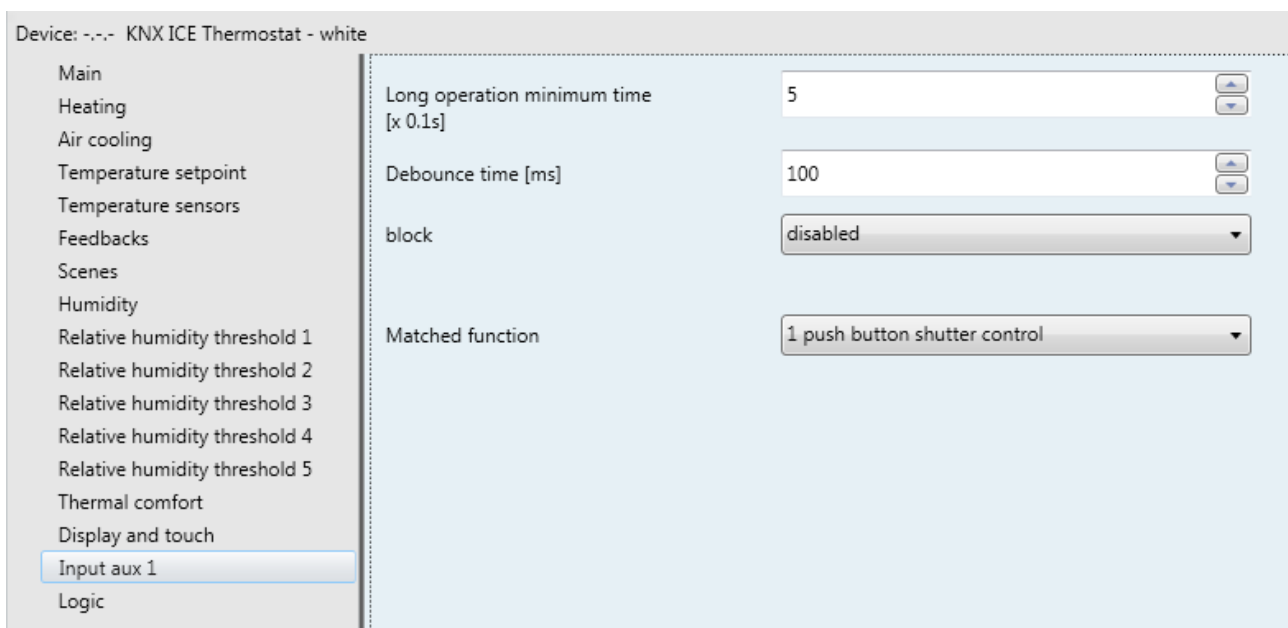 Device: -.-.-  KNX ICE Thermostat - white
Main
Heating
Air cooling
Temperature setpoint
Temperature sensors
Feedbacks
Scenes
Humidity
Relative humidity threshold 1
Relative humidity threshold 2
Relative humidity threshold 3
Relative humidity threshold 4
Relative humidity threshold 5
Thermal comfort
Display and touch
Input aux 1
Logic
Long operation minimum time
[x 0.1s]
5
Debounce time [ms]
100
block
disabled
Matched function
1 push button shutter control